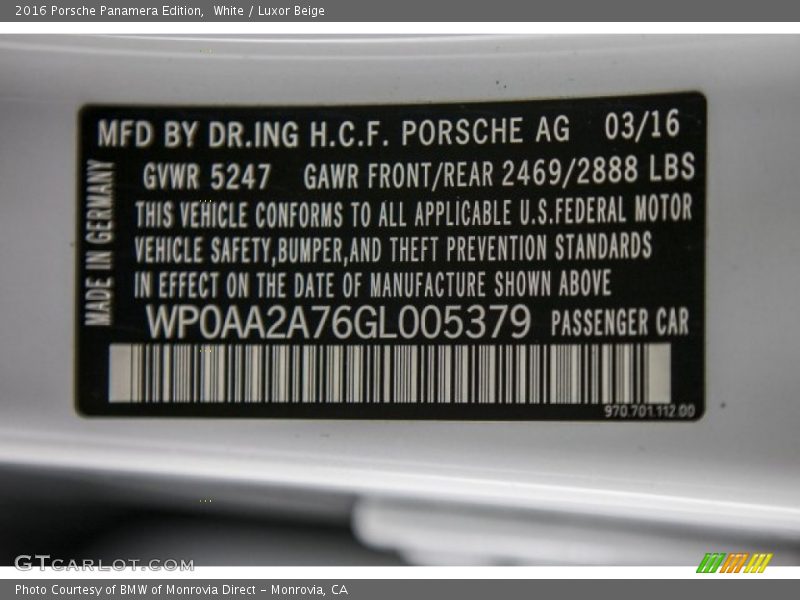 2016 Porsche Panamera Edition,  White / Luxor Beige
MFD BY DR.ING H.C.F. PORSCHE AG 03/16
GVWR 5247 GAWR FRONT/REAR 2469/2888 LBS
THIS VEHICLE CONFORMS TO ALL APPLICABLE U.S.FEDERAL MOTOR
VEHICLE SAFETY,BUMPER,AND THEFT PREVENTION STANDARDS
IN EFFECT ON THE DATE OF MANUFACTURE SHOWN ABOVE
WP0AA2A76GL005379 PASSENGER CAR
970.701.112.00
MADE IN GERMANY
GTCARLOT.COM
Photo Courtesy of BMW of Monrovia Direct - Monrovia, CA